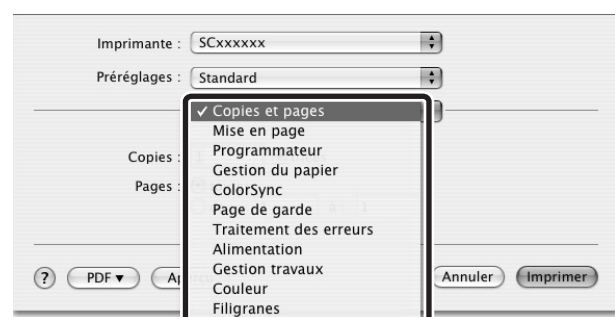 Imprimante : SCxxxxxx
Préréglages : Standard
✓ Copies et pages
Mise en page
Programmateur
Copies :
Gestion du papier
Pages :
ColorSync
Page de garde
Traitement des erreurs
Alimentation
Gestion travaux
? PDF ▼ Annuler Imprimer
Couleur
Filigranes